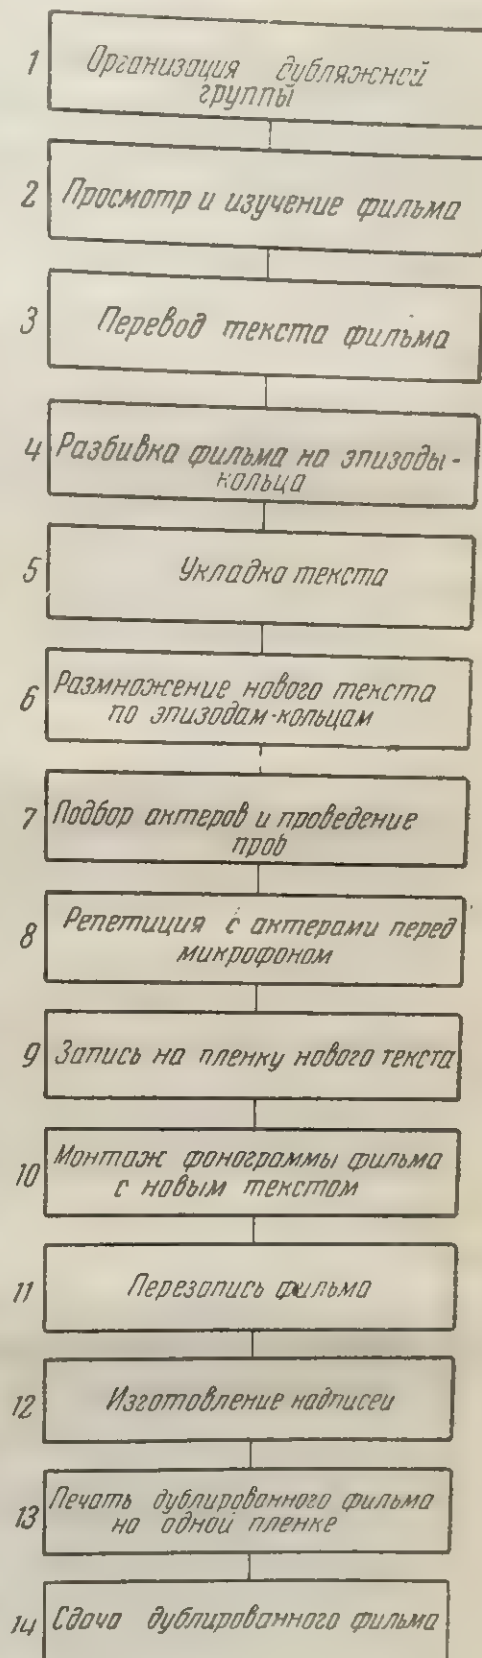 1 Организация дубляжной
группы
2 Просмотр и изучение фильма
3 Перевод текста фильма
4 Разбивка фильма на эпизоды-
кольца
5 Укладка текста
6 Размножение нового текста
по эпизодам-кольцам
7 Подбор актеров и проведение
проб
8 Репетиция с актерами перед
микрофоном
9 Запись на пленку нового текста
10 Монтаж фонограммы фильма
с новым текстом
11 Перезапись фильма
12 Изготовление надписей
13 Печать дублированного фильма
на одной пленке
14 Сдача дублированного фильма